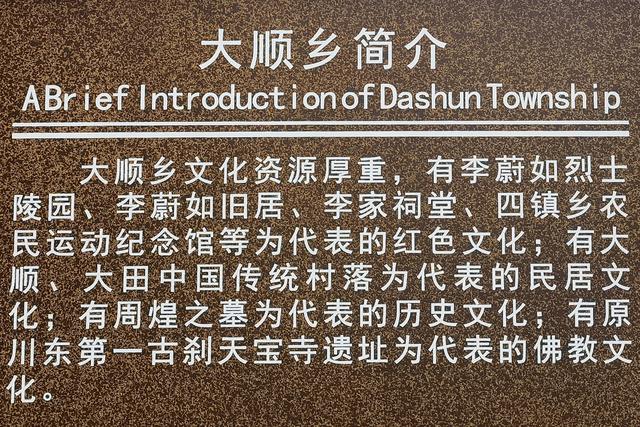 大顺乡简介
A Brief Introduction of Dashun Township
大顺乡文化资源厚重，有李蔚如烈士
陵园、李蔚如旧居、李家祠堂、四镇乡农
民运动纪念馆等为代表的红色文化；有大
顺、大田中国传统村落为代表的民居文
化；有周煌之墓为代表的历史文化；有原
川东第一古刹天宝寺遗址为代表的佛教文
化。